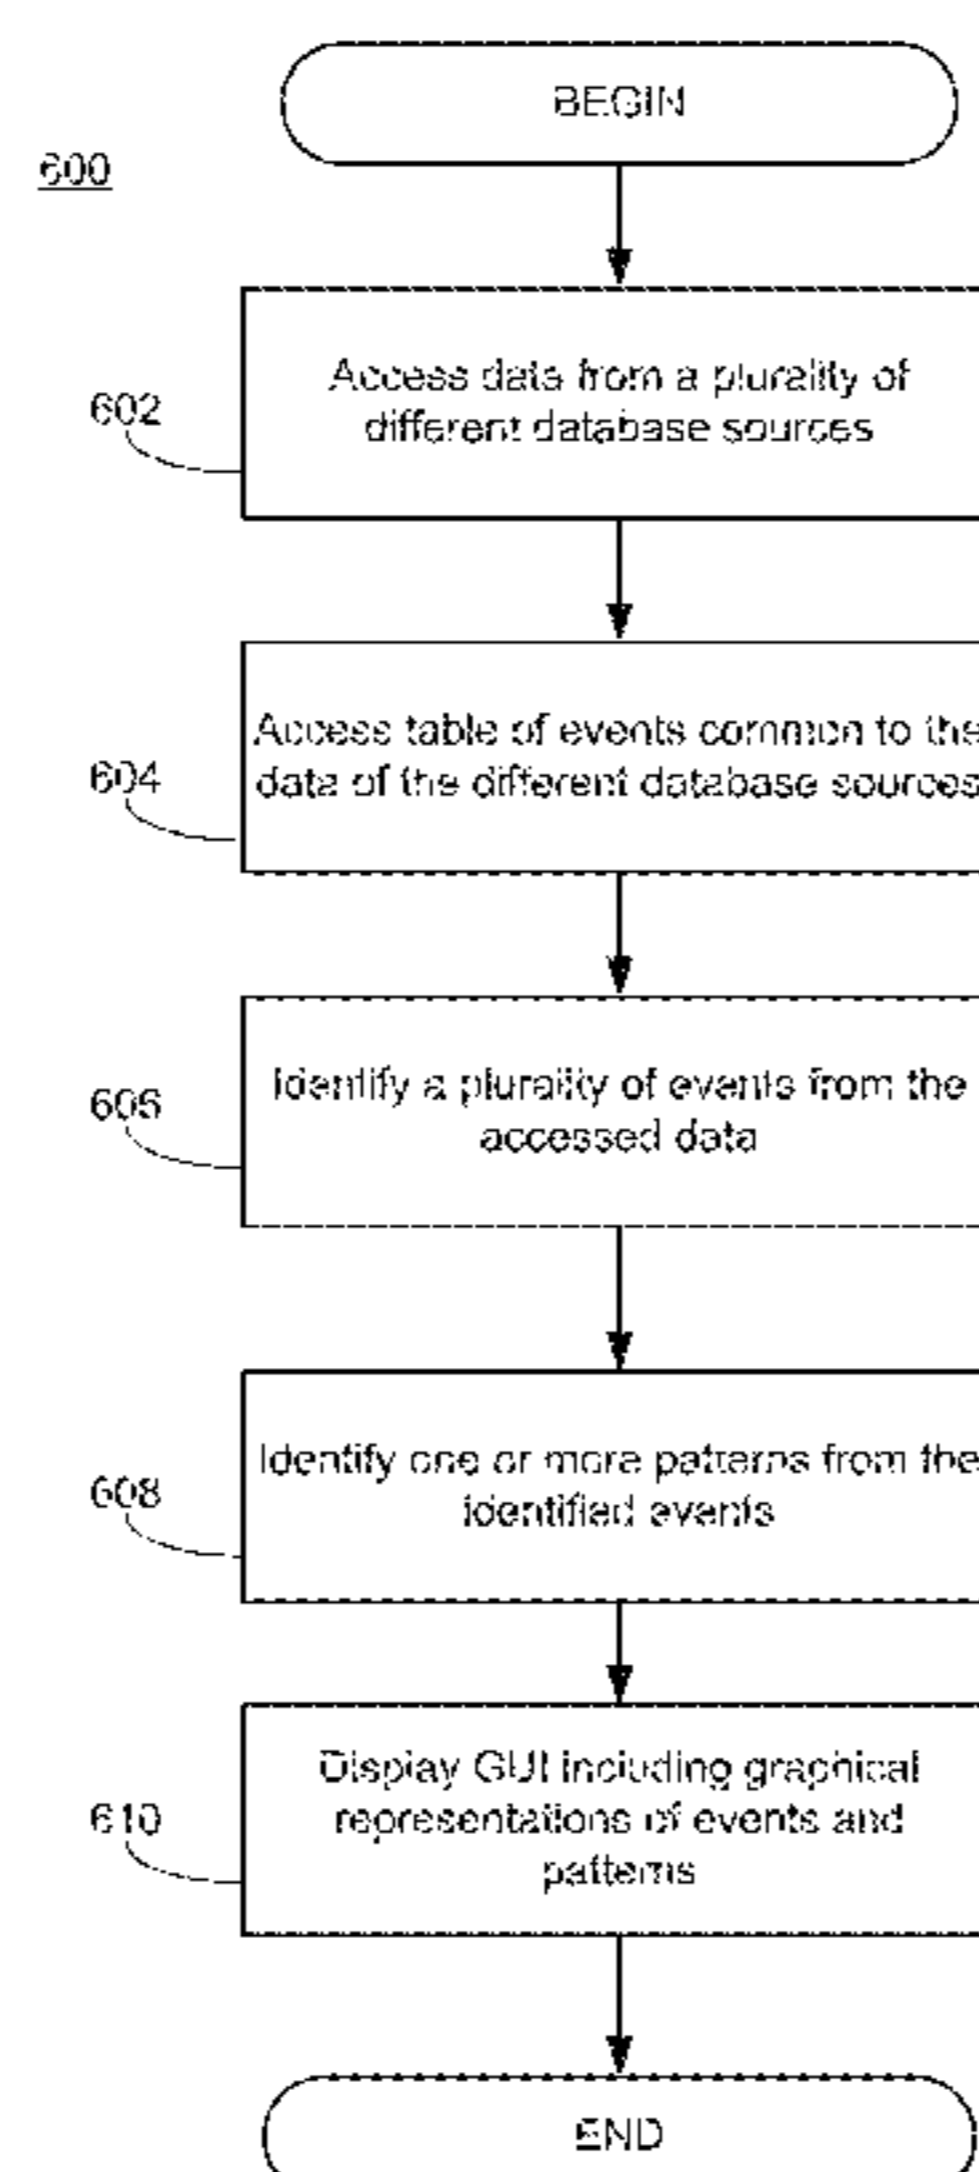 BEGIN
600
Access data from a plurality of
different database sources
602
Access table of events common to the
data of the different database sources
604
Identify a plurality of events from the
accessed data
606
Identify one or more patterns from the
identified events
608
Display GUI including graphical
representations of events and
patterns
610
END